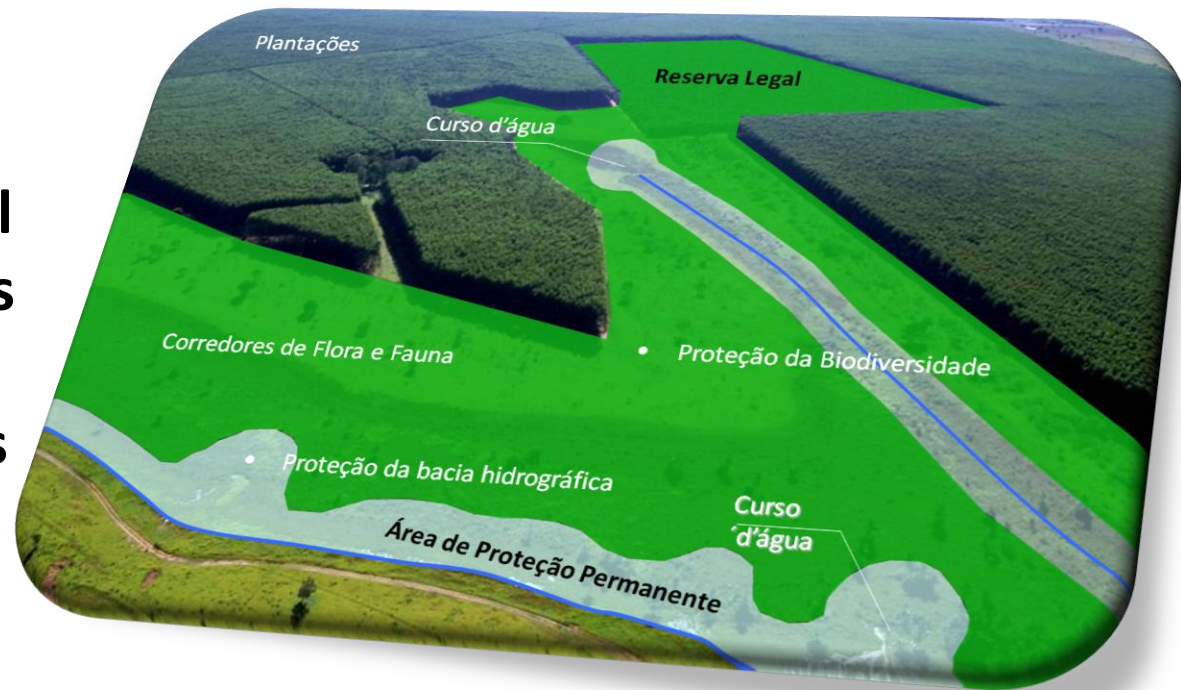 Plantações
Reserva Legal
Curso d'água
Corredores de Flora e Fauna
Proteção da Biodiversidade
Proteção da bacia hidrográfica
Área de Proteção Permanente
Curso
d'água